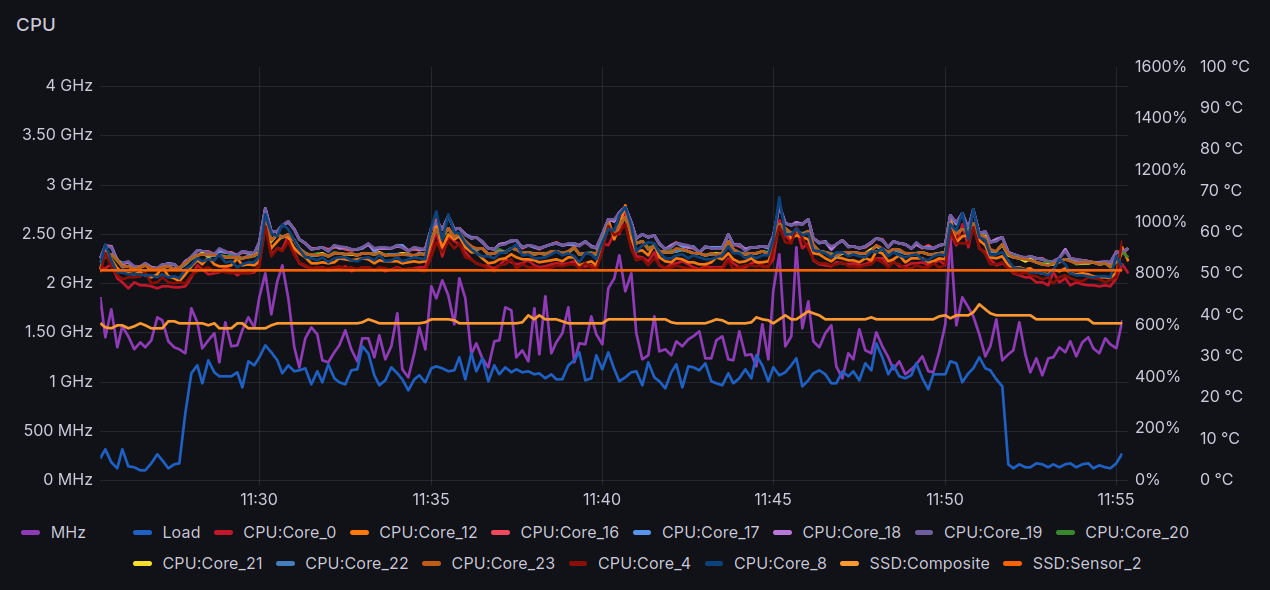 CPU
4 GHz
3.50 GHz
3 GHz
2.50 GHz
2 GHz
1.50 GHz
1 GHz
500 MHz
0 MHz
1600%
1400%
1200%
1000%
800%
600%
400%
200%
0%
100 °C
90 °C
80 °C
70 °C
60 °C
50 °C
40 °C
30 °C
20 °C
10 °C
0 °C
11:30 11:35 11:40 11:45 11:50 11:55
MHz Load CPU:Core_0 CPU:Core_12 CPU:Core_16 CPU:Core_17 CPU:Core_18 CPU:Core_19 CPU:Core_20
CPU:Core_21 CPU:Core_22 CPU:Core_23 CPU:Core_4 CPU:Core_8 SSD:Composite SSD:Sensor_2